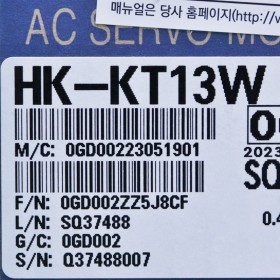 매뉴얼은 당사 홈페이지(http://
AC SERVO MO
HK-KT13W
M/C: 0GD00223051901
2023
SQ
F/N: 0GD002ZZ5J8CF
L/N: SQ37488
0.4
G/C: 0GD002
S/N: Q37488007